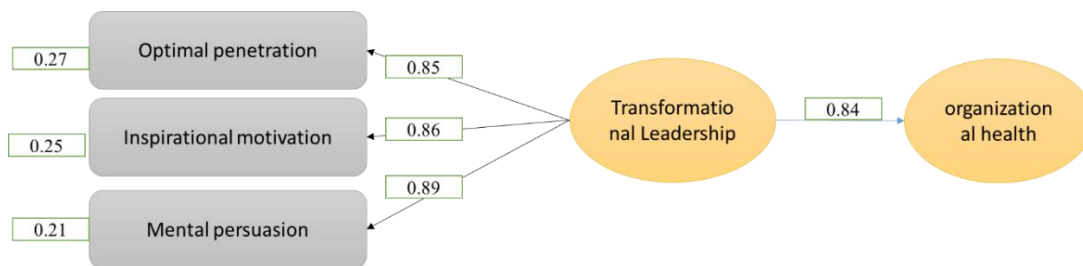 Optimal penetration
0.27
0.85
Inspirational motivation
0.25
0.86
Mental persuasion
0.21
0.89
Transformatio
nal Leadership
0.84
organization
al health